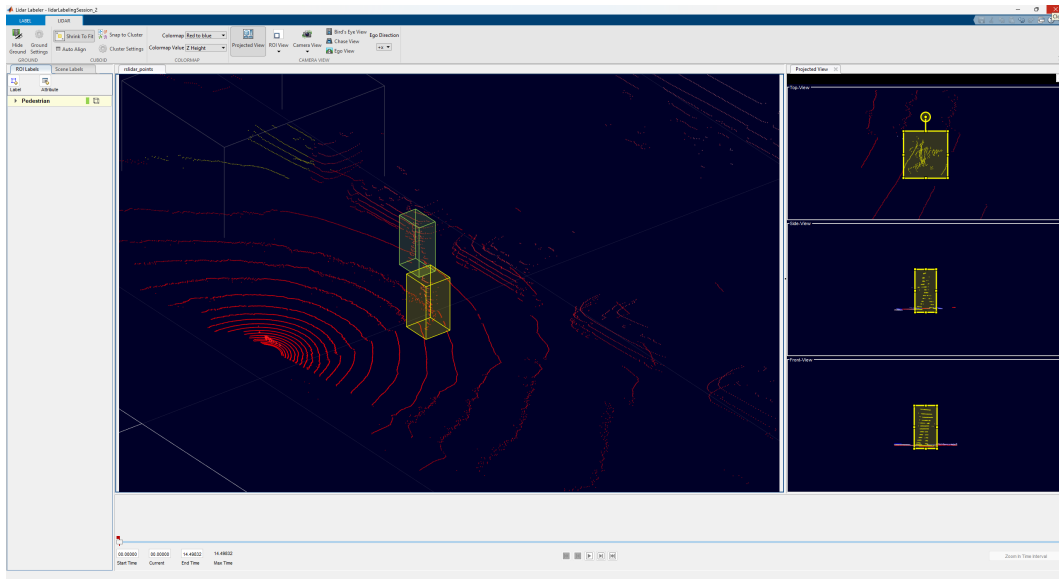 Lidar Labeler - lidarLabelingSession_2
LABEL LIDAR
Hide Ground
Ground Settings
Shrink To Fit
Auto Align
Snap to Cluster
Cluster Settings
Colormap Red to blue
Colormap Value Z Height
Projected View
ROI View
Camera View
Bird's Eye View
Chase View
Ego View
Ego Direction
+x
GROUND CUBOID COLORMAP CAMERA VIEW
ROI Labels Scene Labels
Label Attribute
Pedestrian
rslidar_points
Projected View
Top-View
Side-View
Front-View
00.00000 00.00000 14.49802 14.49802
Start Time Current End Time Max Time
Zoom In Time Interval